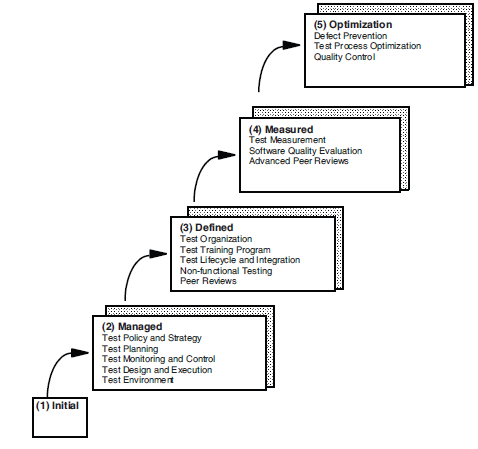 (5) Optimization
Defect Prevention
Test Process Optimization
Quality Control
(4) Measured
Test Measurement
Software Quality Evaluation
Advanced Peer Reviews
(3) Defined
Test Organization
Test Training Program
Test Lifecycle and Integration
Non-functional Testing
Peer Reviews
(2) Managed
Test Policy and Strategy
Test Planning
Test Monitoring and Control
Test Design and Execution
Test Environment
(1) Initial